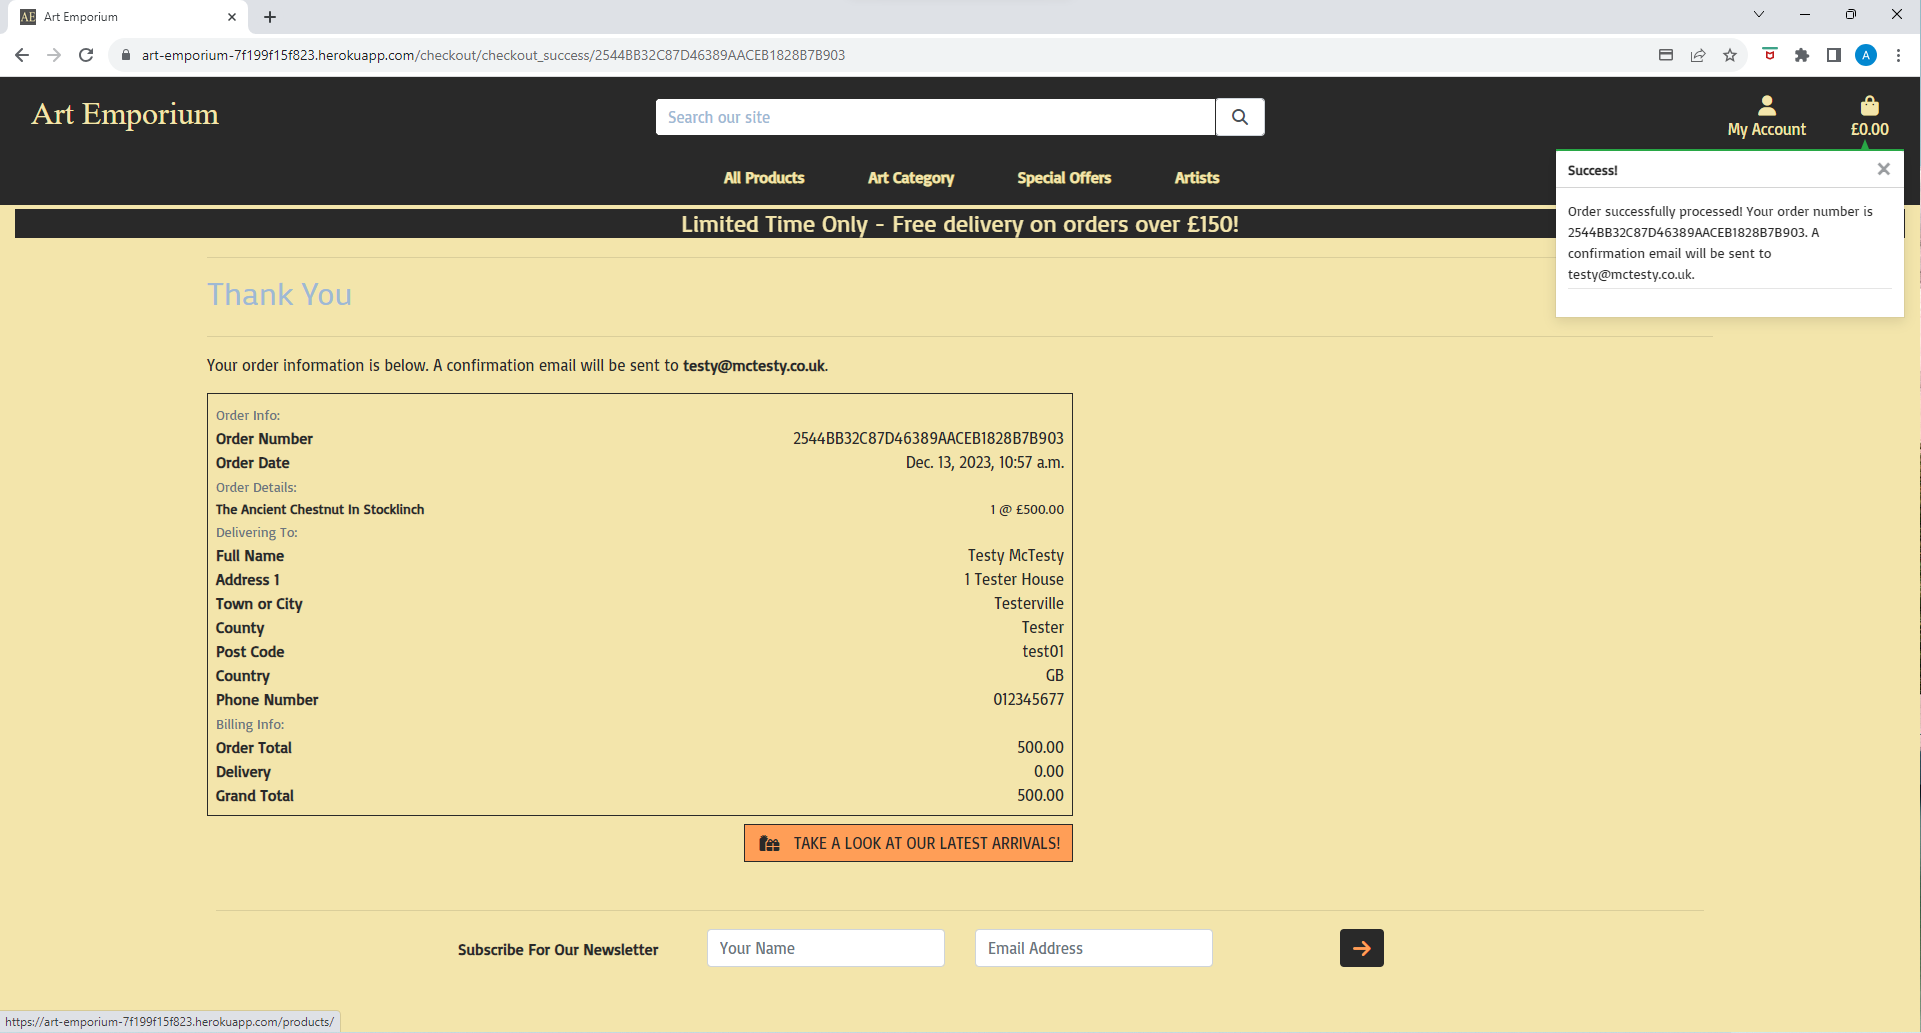 Art Emporium
art-emporium-7f199f15f823.herokuapp.com/checkout/checkout_success/2544BB32C87D46389AACEB1828B7B903
A
Art Emporium
Search our site
My Account
£0.00
All Products Art Category Special Offers Artists
Success!
Order successfully processed! Your order number is
2544BB32C87D46389AACEB1828B7B903. A
confirmation email will be sent to
testy@mctesty.co.uk.
Limited Time Only - Free delivery on orders over £150!
Thank You
Your order information is below. A confirmation email will be sent to testy@mctesty.co.uk.
Order Info:
Order Number 2544BB32C87D46389AACEB1828B7B903
Order Date Dec. 13, 2023, 10:57 a.m.
Order Details:
The Ancient Chestnut In Stocklinch 1 @ £500.00
Delivering To:
Full Name Testy McTesty
Address 1 1 Tester House
Town or City Testerville
County Tester
Post Code test01
Country GB
Phone Number 012345677
Billing Info:
Order Total 500.00
Delivery 0.00
Grand Total 500.00
TAKE A LOOK AT OUR LATEST ARRIVALS!
Subscribe For Our Newsletter Your Name Email Address
https://art-emporium-7f199f15f823.herokuapp.com/products/